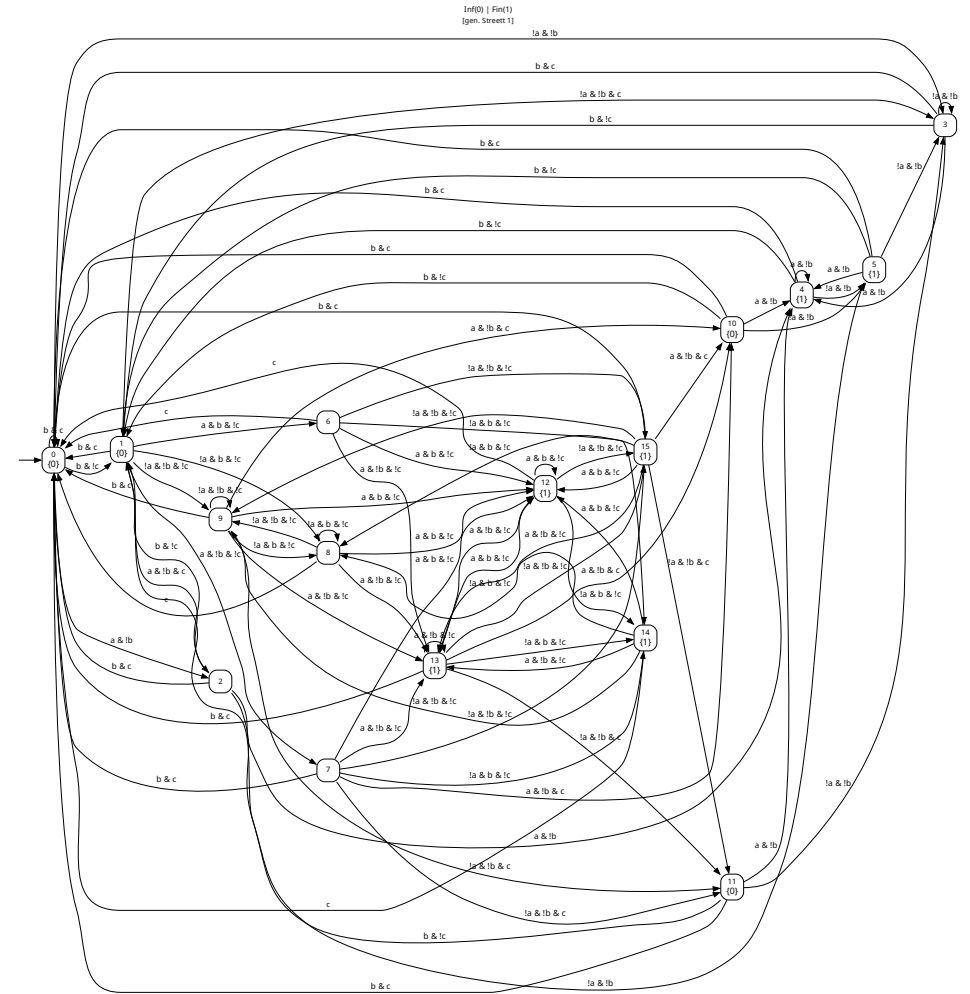 Inf(0) | Fin(1)
[gen. Streett 1]
!a & !b
b & c
!a & !b & c
!a & !b
b & !c
3
b & c
!a & !b
b & !c
b & c
b & !c
b & c
a & !b
5
{1}
a & !b
4
{1}
!a & !b
a & !b
b & !c
a & !b
b & c
!a & !b
10
{0}
a & !b & c
a & !b & c
c
!a & !b & !c
c
!a & !b & !c
6
a & b & !c
!a & b & !c
b & c
0
{0}
b & c
1
{0}
b & !c
!a & b & !c
!a & !b & !c
a & b & !c
!a & b & !c
!a & !b & !c
15
{1}
a & b & !c
a & b & !c
12
{1}
a & !b & !c
b & c
!a & !b & !c
9
a & b & !c
a & b & !c
!a & !b & !c
!a & b & !c
8
!a & b & !c
a & b & !c
a & !b & !c
b & !c
a & !b & !c
a & b & !c
a & b & !c
!a & !b & !c
!a & !b & c
a & !b & c
a & !b & c
a & !b & !c
!a & b & !c
!a & b & !c
a & !b & !c
c
a & !b
b & c
2
a & !b & !c
13
{1}
!a & b & !c
14
{1}
a & !b & !c
b & c
!a & !b & c
!a & !b & !c
a & !b & !c
!a & !b & c
7
b & c
!a & b & !c
a & !b & c
!a & !b
a & !b
a & !b
!a & !b & c
11
{0}
c
!a & !b & c
b & !c
!a & !b
b & c